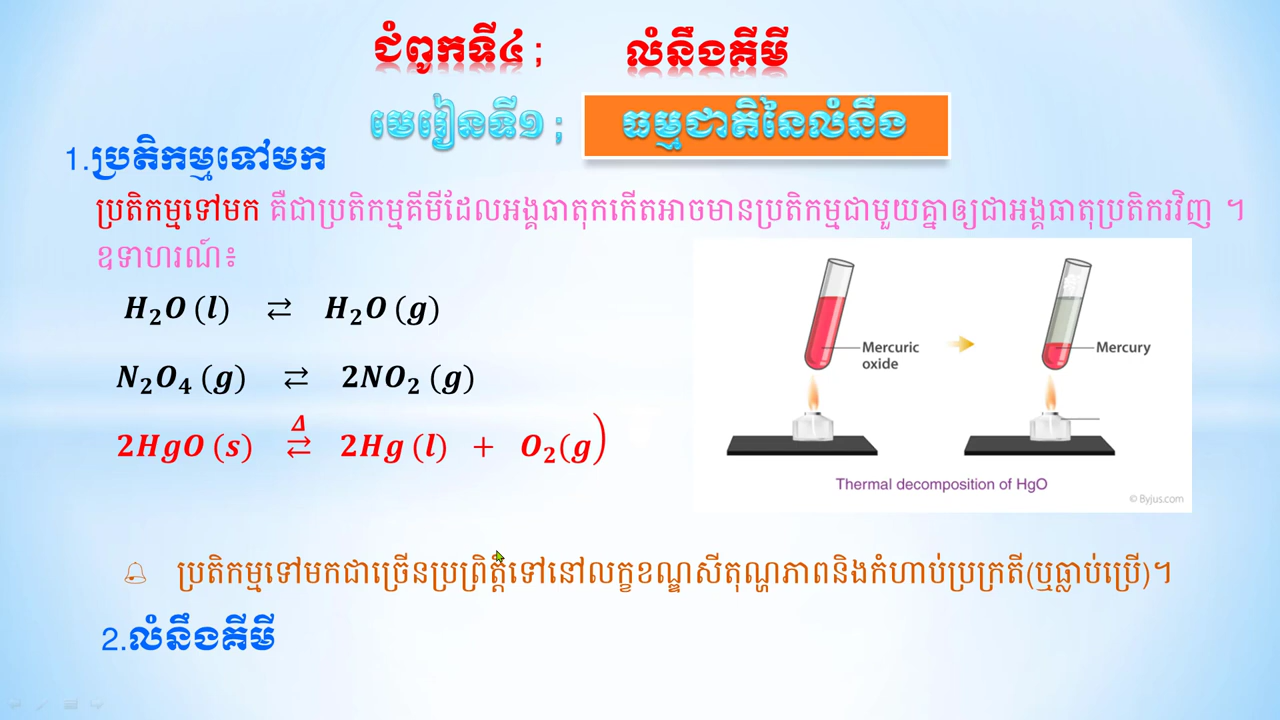 ជំពូកទី៤ ; លំនឹងគីមី
មេរៀនទី១ ; ធម្មជាតិនៃលំនឹង
1.ប្រតិកម្មទៅមក
ប្រតិកម្មទៅមក គឺជាប្រតិកម្មគីមីដែលអង្គធាតុកកើតអាចមានប្រតិកម្មជាមួយគ្នាឲ្យជាអង្គធាតុប្រតិករវិញ ។
ឧទាហរណ៍៖
H₂O (l) ⇄ H₂O (g)
N₂O₄ (g) ⇄ 2NO₂ (g)
2HgO (s) ⇄ Δ 2Hg (l) + O₂(g)
Mercuric oxide
Mercury
Thermal decomposition of HgO
© Byjus.com
ប្រតិកម្មទៅមកជាច្រើនប្រព្រិត្តិទៅនៅលក្ខខណ្ឌសីតុណ្ហភាពនិងកំហាប់ប្រក្រតី(ឬធ្លាប់ប្រើ)។
2.លំនឹងគីមី